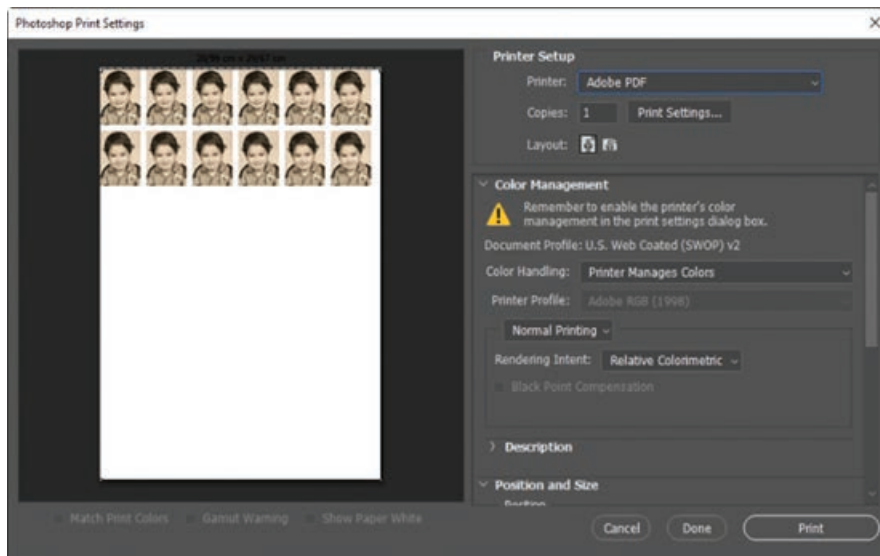 Photoshop Print Settings
Printer Setup
Printer: Adobe PDF
Copies: 1 Print Settings...
Layout:
Color Management
Remember to enable the printer's color
management in the print settings dialog box.
Document Profile: U.S. Web Coated (SWOP) v2
Color Handling: Printer Manages Colors
Printer Profile: Adobe RGB (1998)
Normal Printing
Rendering Intent: Relative Colorimetric
Black Point Compensation
Description
Position and Size
Position
Match Print Colors Gamut Warning Show Paper White
Cancel Done Print